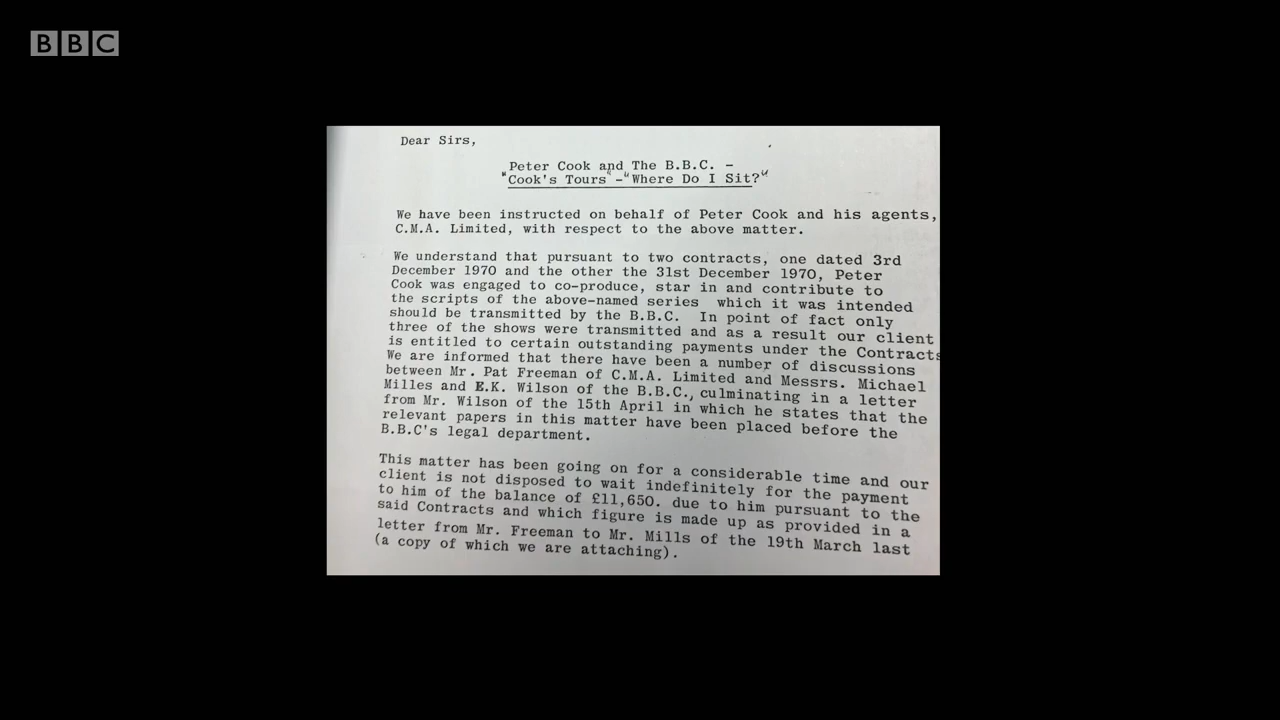 BBC
Dear Sirs,
Peter Cook and The B.B.C. -
"Cook's Tours" - "Where Do I Sit?"
We have been instructed on behalf of Peter Cook and his agents,
C.M.A. Limited, with respect to the above matter.
We understand that pursuant to two contracts, one dated 3rd
December 1970 and the other the 31st December 1970, Peter
Cook was engaged to co-produce, star in and contribute to
the scripts of the above-named series which it was intended
should be transmitted by the B.B.C. In point of fact only
three of the shows were transmitted and as a result our client
is entitled to certain outstanding payments under the Contracts
We are informed that there have been a number of discussions
between Mr. Pat Freeman of C.M.A. Limited and Messrs. Michael
Milles and E.K. Wilson of the B.B.C., culminating in a letter
from Mr. Wilson of the 15th April in which he states that the
relevant papers in this matter have been placed before the
B.B.C's legal department.
This matter has been going on for a considerable time and our
client is not disposed to wait indefinitely for the payment
to him of the balance of £11,650. due to him pursuant to the
said Contracts and which figure is made up as provided in a
letter from Mr. Freeman to Mr. Mills of the 19th March last
(a copy of which we are attaching).